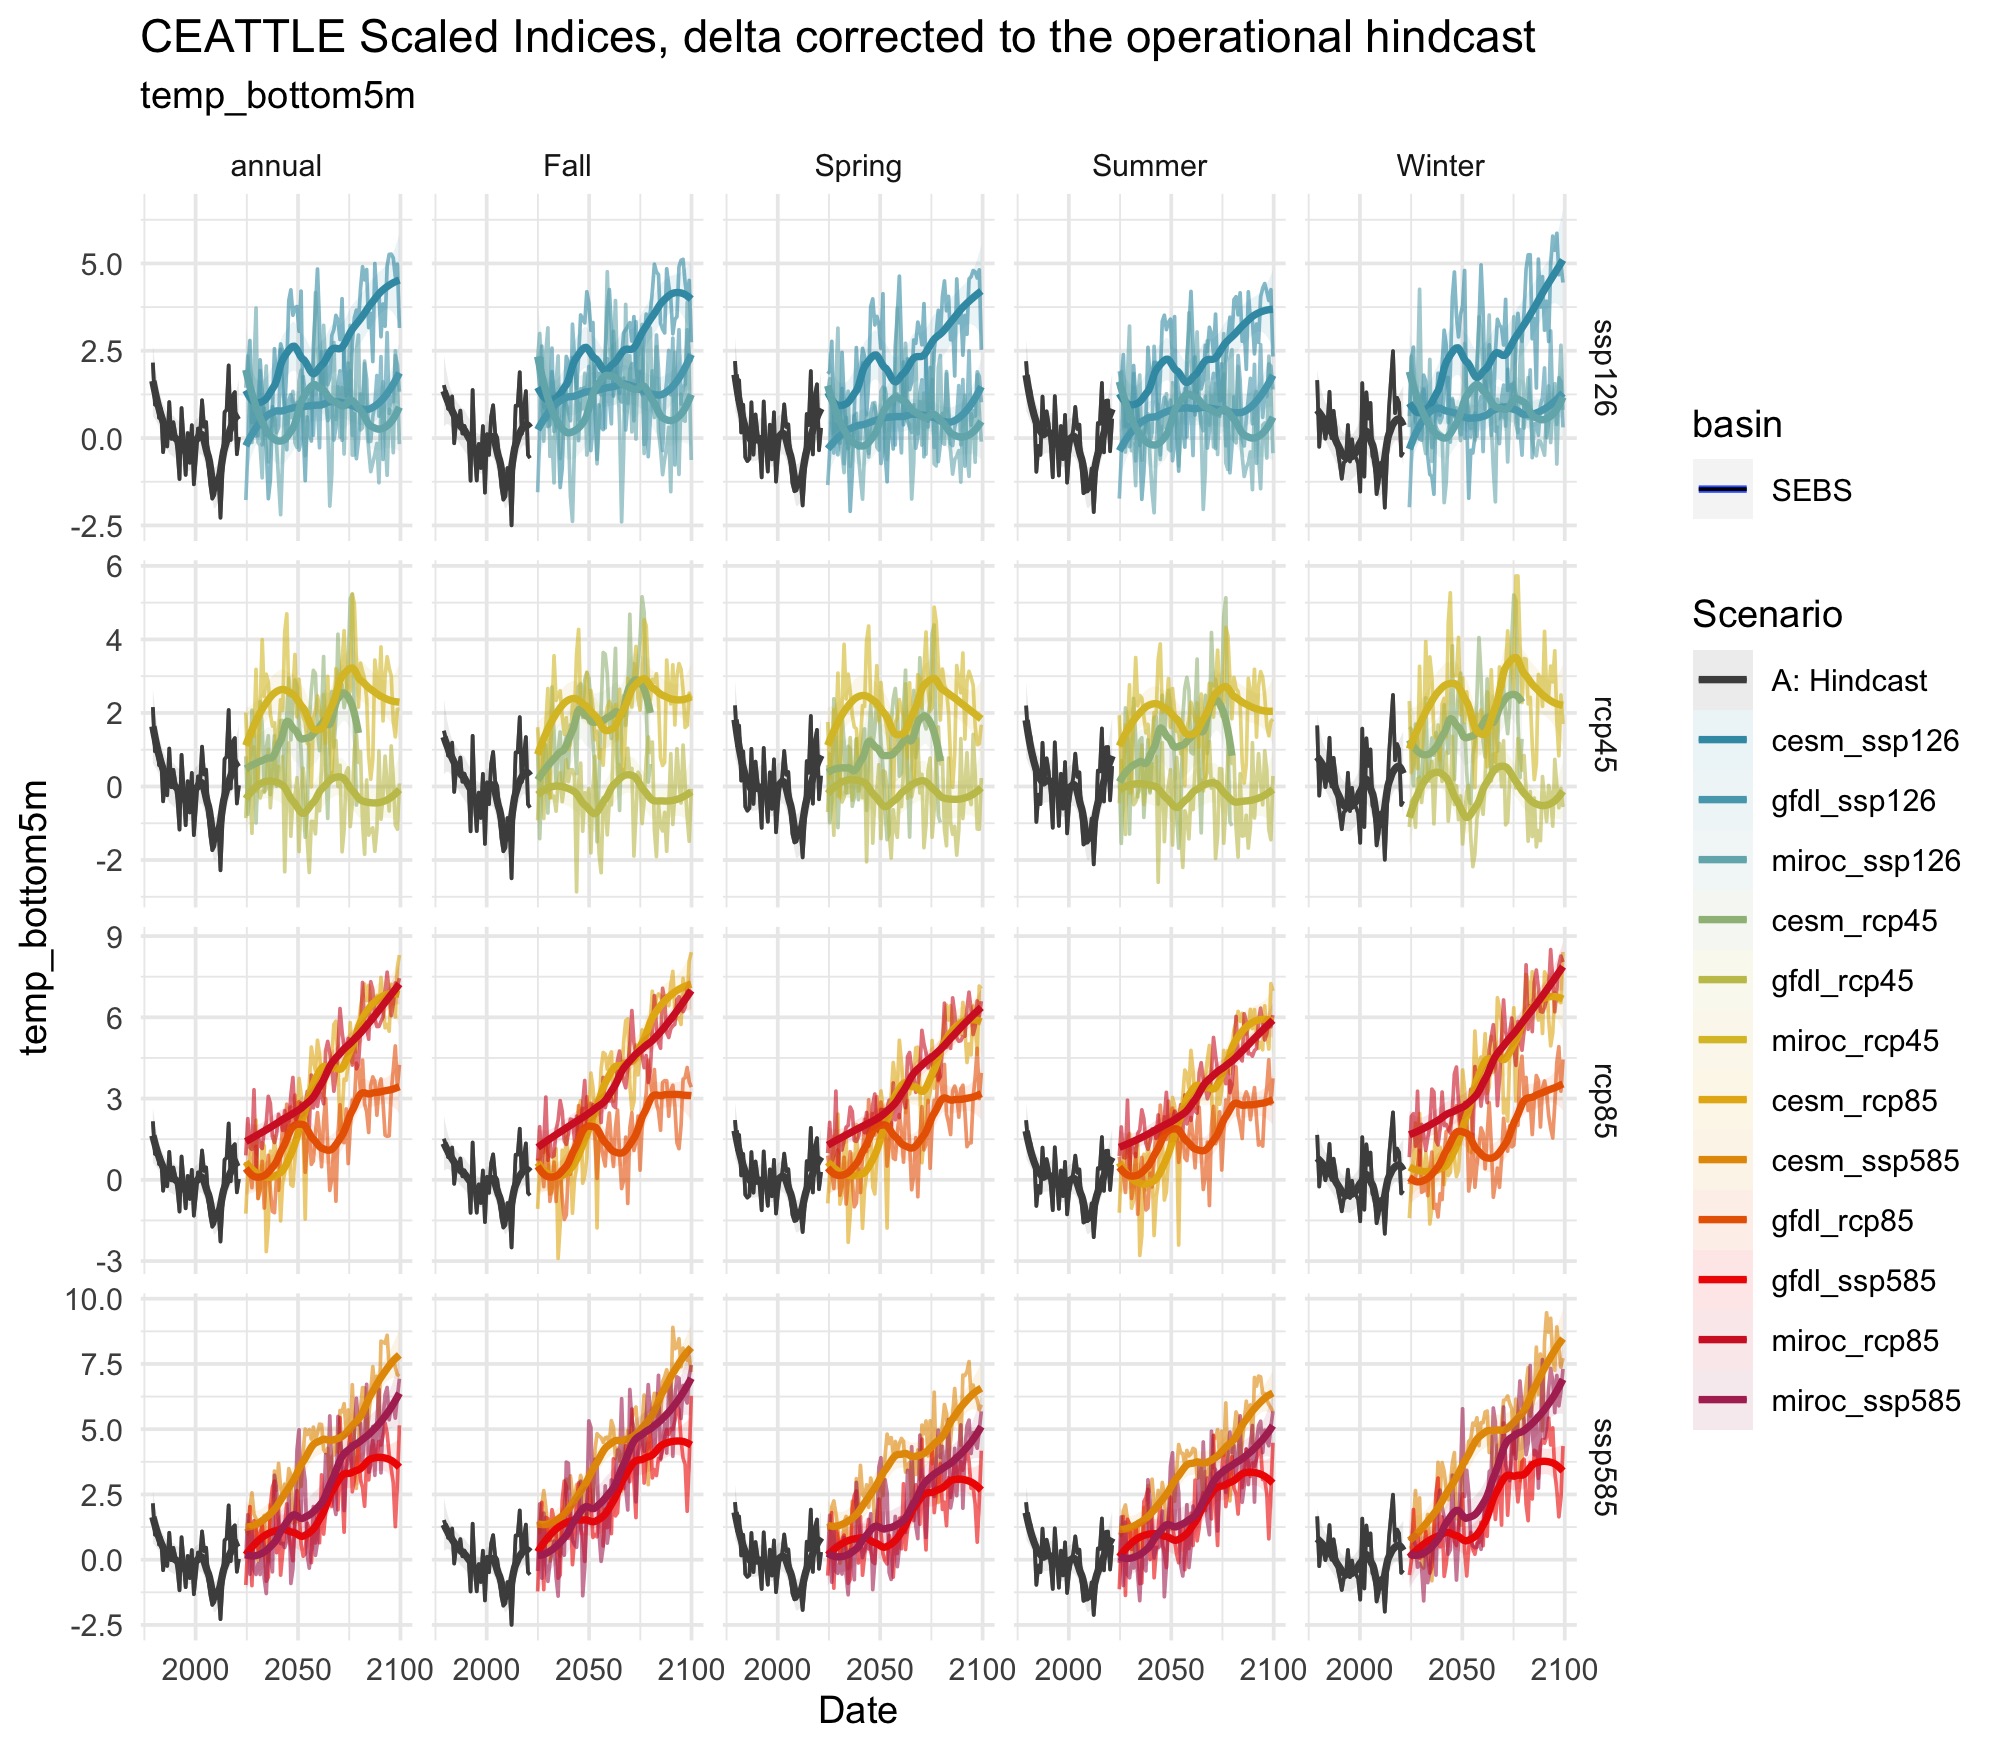 CEATTLE Scaled Indices, delta corrected to the operational hindcast
temp_bottom5m
annual Fall Spring Summer Winter
5.0
2.5
0.0
-2.5
ssp126
6
4
2
0
-2
rcp45
9
6
3
0
-3
rcp85
10.0
7.5
5.0
2.5
0.0
-2.5
ssp585
temp_bottom5m
2000 2050 2100 2000 2050 2100 2000 2050 2100 2000 2050 2100 2000 2050 2100
Date
basin
SEBS
Scenario
A: Hindcast
cesm_ssp126
gfdl_ssp126
miroc_ssp126
cesm_rcp45
gfdl_rcp45
miroc_rcp45
cesm_rcp85
cesm_ssp585
gfdl_rcp85
gfdl_ssp585
miroc_rcp85
miroc_ssp585